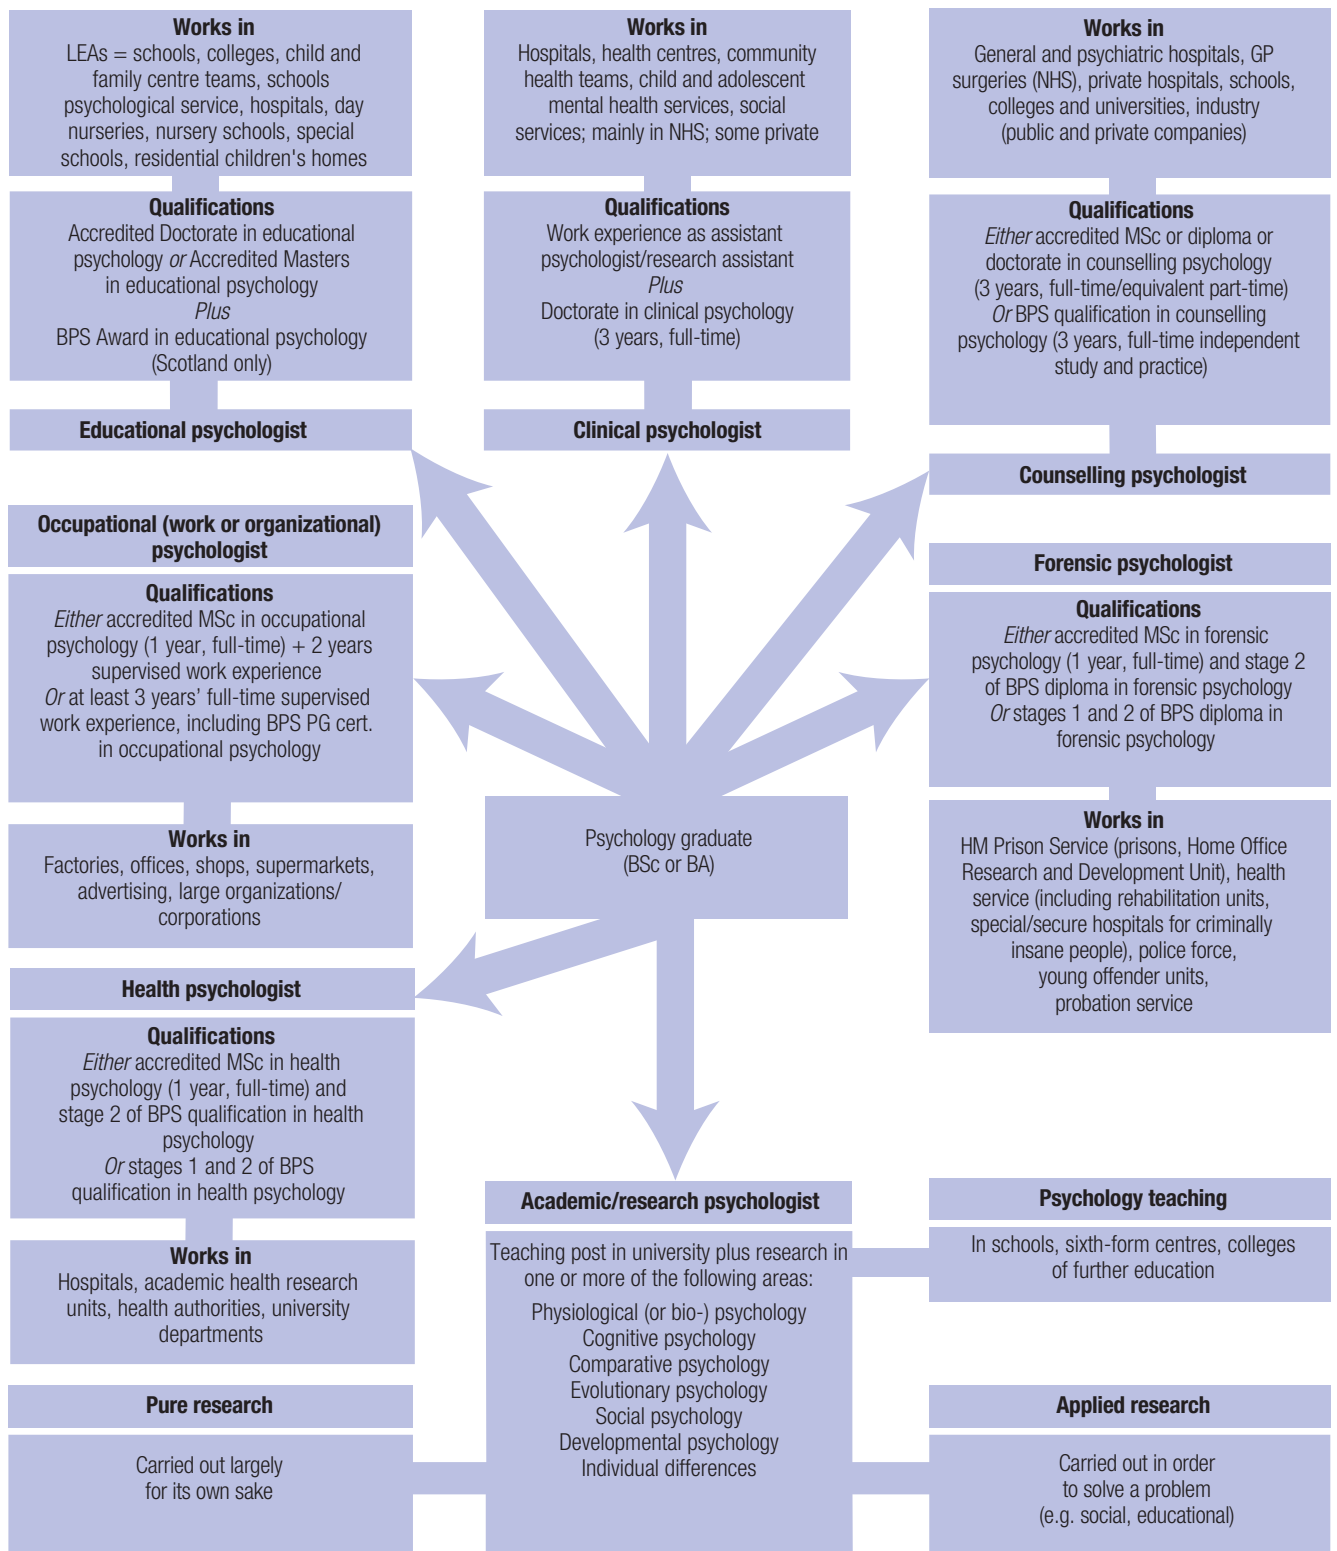 Works in
LEAs = schools, colleges, child and
family centre teams, schools
psychological service, hospitals, day
nurseries, nursery schools, special
schools, residential children's homes
Qualifications
Accredited Doctorate in educational
psychology or Accredited Masters
in educational psychology
Plus
BPS Award in educational psychology
(Scotland only)
Educational psychologist
Works in
Hospitals, health centres, community
health teams, child and adolescent
mental health services, social
services; mainly in NHS; some private
Qualifications
Work experience as assistant
psychologist/research assistant
Plus
Doctorate in clinical psychology
(3 years, full-time)
Clinical psychologist
Works in
General and psychiatric hospitals, GP
surgeries (NHS), private hospitals, schools,
colleges and universities, industry
(public and private companies)
Qualifications
Either accredited MSc or diploma or
doctorate in counselling psychology
(3 years, full-time/equivalent part-time)
Or BPS qualification in counselling
psychology (3 years, full-time independent
study and practice)
Counselling psychologist
Occupational (work or organizational)
psychologist
Qualifications
Either accredited MSc in occupational
psychology (1 year, full-time) + 2 years
supervised work experience
Or at least 3 years’ full-time supervised
work experience, including BPS PG cert.
in occupational psychology
Works in
Factories, offices, shops, supermarkets,
advertising, large organizations/
corporations
Psychology graduate
(BSc or BA)
Forensic psychologist
Qualifications
Either accredited MSc in forensic
psychology (1 year, full-time) and stage 2
of BPS diploma in forensic psychology
Or stages 1 and 2 of BPS diploma in
forensic psychology
Works in
HM Prison Service (prisons, Home Office
Research and Development Unit), health
service (including rehabilitation units,
special/secure hospitals for criminally
insane people), police force,
young offender units,
probation service
Health psychologist
Qualifications
Either accredited MSc in health
psychology (1 year, full-time) and
stage 2 of BPS qualification in health
psychology
Or stages 1 and 2 of BPS
qualification in health psychology
Works in
Hospitals, academic health research
units, health authorities, university
departments
Academic/research psychologist
Teaching post in university plus research in
one or more of the following areas:
Physiological (or bio-) psychology
Cognitive psychology
Comparative psychology
Evolutionary psychology
Social psychology
Developmental psychology
Individual differences
Psychology teaching
In schools, sixth-form centres, colleges
of further education
Pure research
Carried out largely
for its own sake
Applied research
Carried out in order
to solve a problem
(e.g. social, educational)